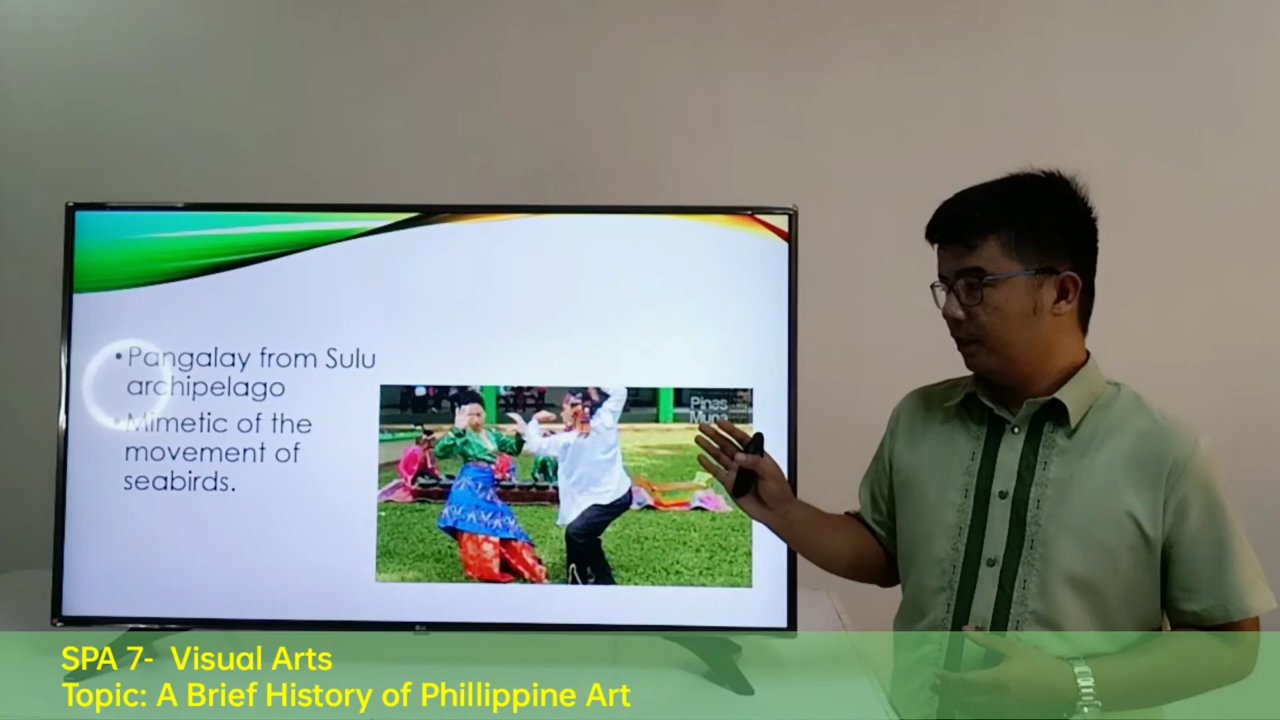 • Pangalay from Sulu
archipelago
• Mimetic of the
movement of
seabirds.
Pinas
Muna
LG
SPA 7- Visual Arts
Topic: A Brief History of Phillippine Art